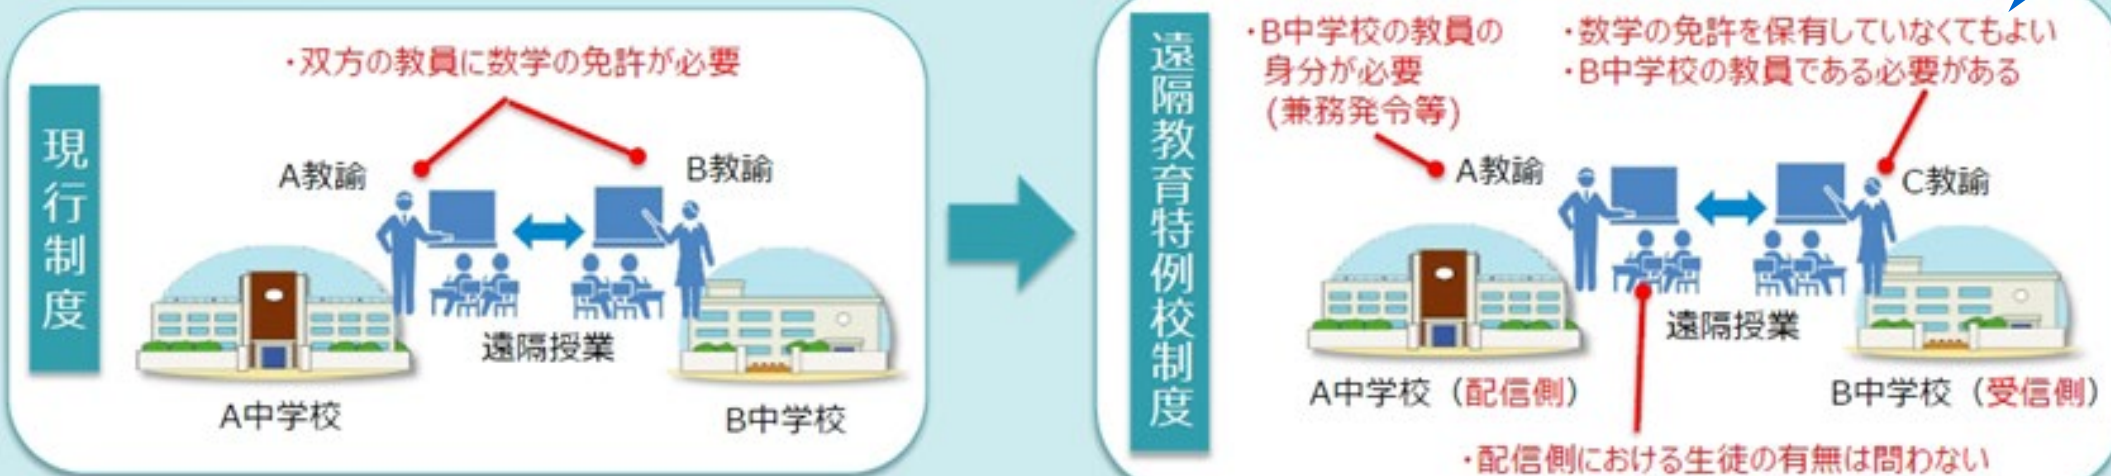 現行制度
・双方の教員に数学の免許が必要
A教諭
B教諭
遠隔授業
A中学校
B中学校
遠隔教育特例校制度
・B中学校の教員の
身分が必要
(兼務発令等)
・数学の免許を保有していなくてもよい
・B中学校の教員である必要がある
A教諭
C教諭
遠隔授業
A中学校（配信側）
B中学校（受信側）
・配信側における生徒の有無は問わない